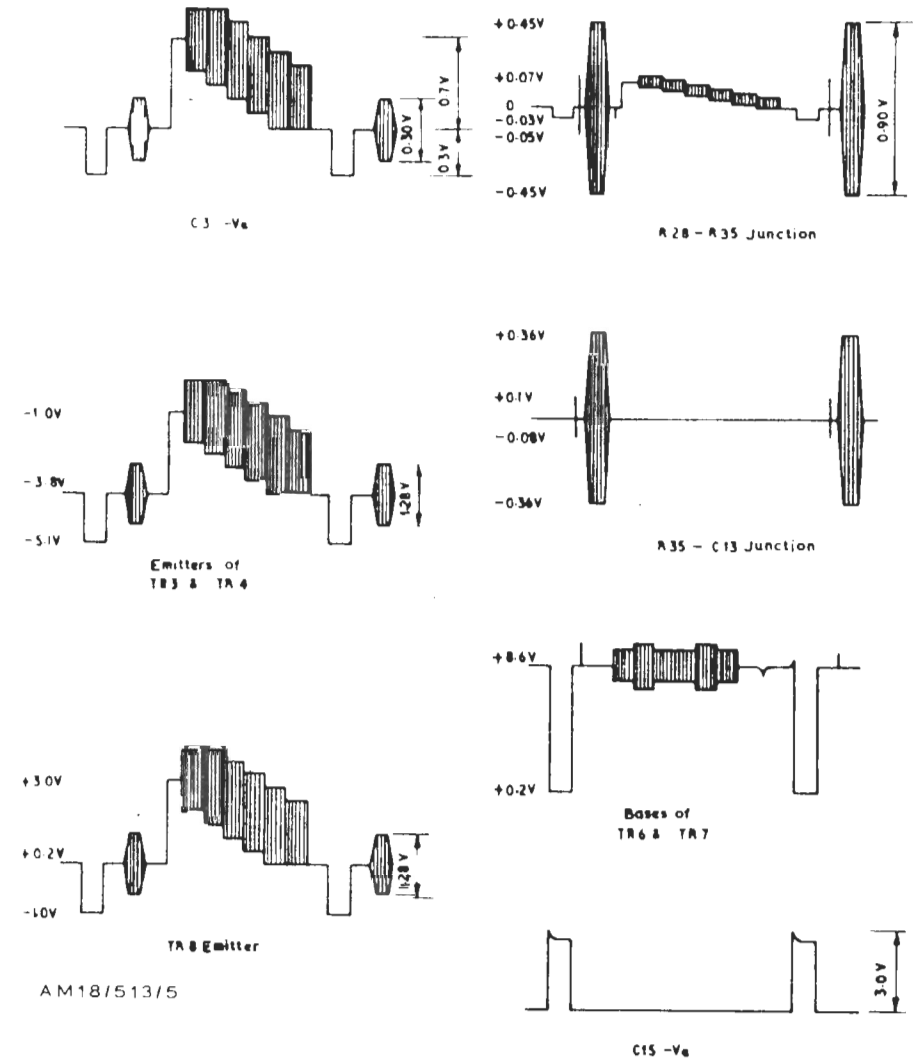 0.7V
0.30V
0.3V
C3 -Ve
+0.45V
+0.07V
0
-0.03V
-0.05V
-0.45V
0.90V
R28 - R35 Junction
-1.0V
-3.8V
-5.1V
1.28V
Emitters of
TR3 & TR4
+0.36V
+0.1V
-0.08V
-0.36V
R35 - C13 Junction
+3.0V
+0.2V
-1.0V
1.28V
TR8 Emitter
+8.6V
+0.2V
Bases of
TR6 & TR7
3.0V
C15 -Ve
AM18/513/5